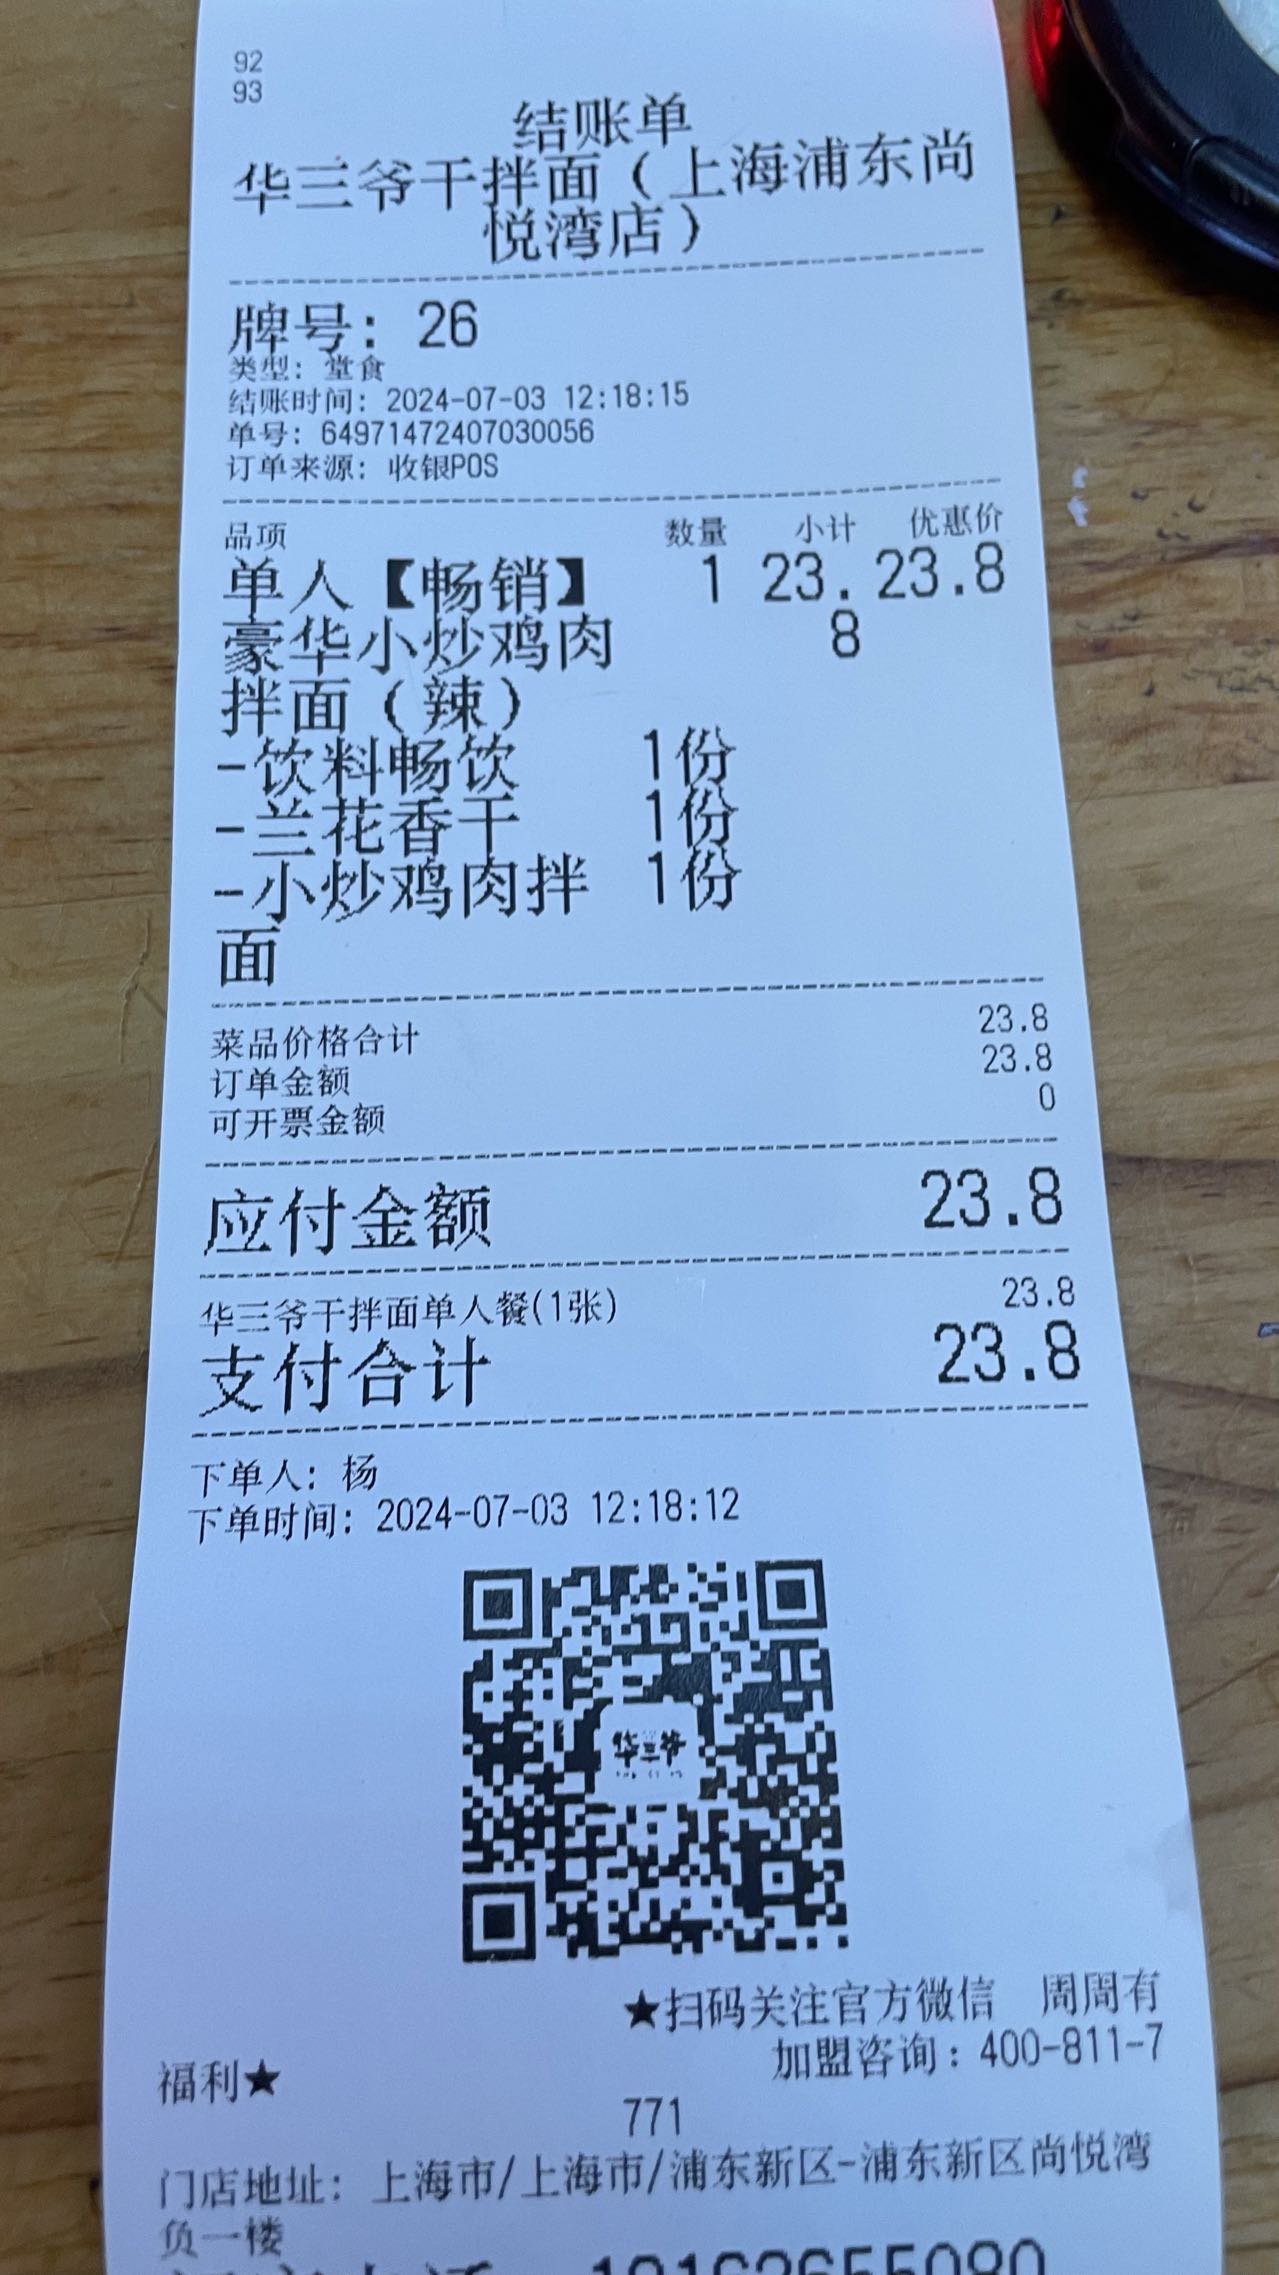 92
93
结账单
华三爷干拌面（上海浦东尚
悦湾店）
牌号: 26
类型: 堂食
结账时间: 2024-07-03 12:18:15
单号: 64971472407030056
订单来源: 收银POS
品项 数量 小计 优惠价
单人【畅销】 1 23. 23.8
豪华小炒鸡肉 8
拌面（辣）
-饮料畅饮 1份
-兰花香干 1份
-小炒鸡肉拌 1份
面
菜品价格合计 23.8
订单金额 23.8
可开票金额 0
应付金额 23.8
华三爷干拌面单人餐(1张) 23.8
支付合计 23.8
下单人: 杨
下单时间: 2024-07-03 12:18:12
华三爷
★扫码关注官方微信 周周有
福利★ 加盟咨询: 400-811-7
771
门店地址: 上海市/上海市/浦东新区-浦东新区尚悦湾
负一楼